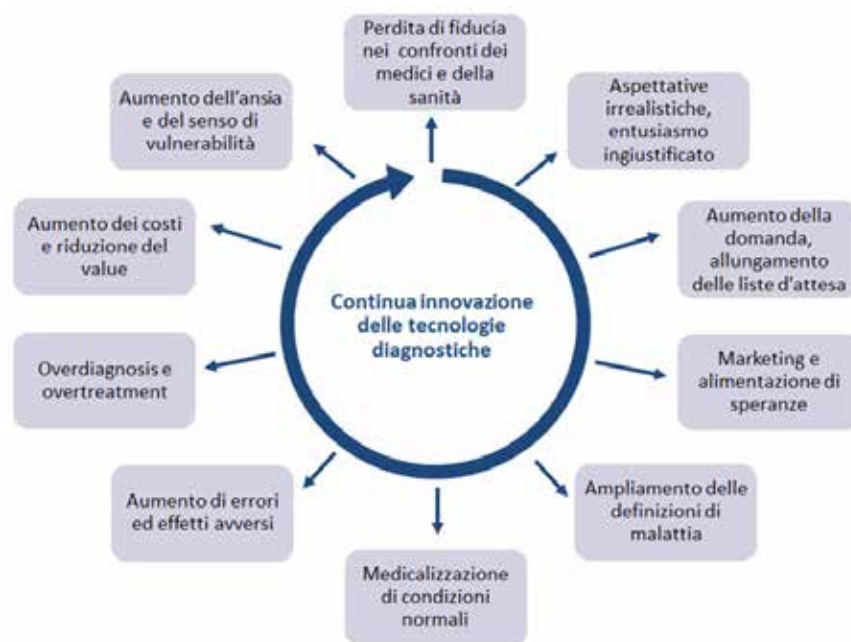 Perdita di fiducia
nei confronti dei
medici e della
sanità
Aspettative
irrealistiche,
entusiasmo
ingiustificato
Aumento della
domanda,
allungamento
delle liste d'attesa
Marketing e
alimentazione di
speranze
Ampliamento delle
definizioni di
malattia
Medicalizzazione
di condizioni
normali
Aumento di errori
ed effetti avversi
Overdiagnosis e
overtreatment
Aumento dei costi
e riduzione del
value
Aumento dell'ansia
e del senso di
vulnerabilità
Continua innovazione
delle tecnologie
diagnostiche